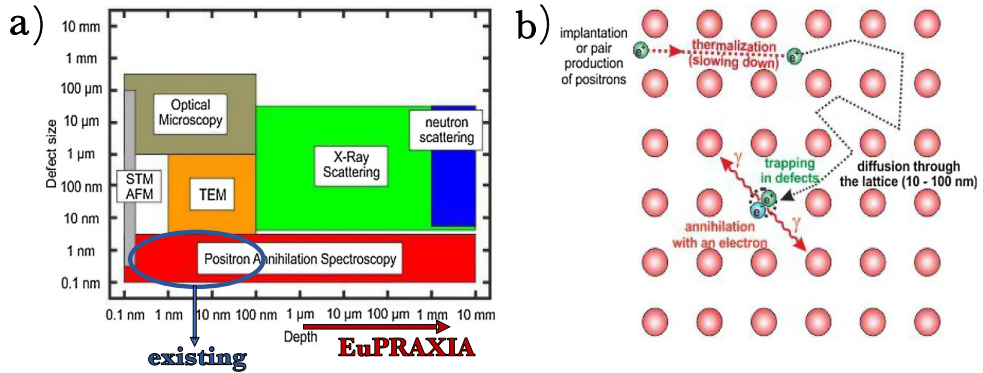 a)
10 mm
1 mm
100 μm
10 μm
1 μm
100 nm
10 nm
1 nm
0.1 nm
Defect size
Optical
Microscopy
STM
AFM
TEM
X-Ray
Scattering
neutron
scattering
Positron Annihilation Spectroscopy
0.1 nm
1 nm
10 nm
100 nm
1 μm
10 μm
100 μm
1 mm
10 mm
Depth
existing
EuPRAXIA
b)
implantation
or pair
production
of positrons
e⁺
thermalization
(slowing down)
e⁺
γ
trapping
in defects
diffusion through
the lattice (10 - 100 nm)
e⁺
e⁻
γ
annihilation
with an electron